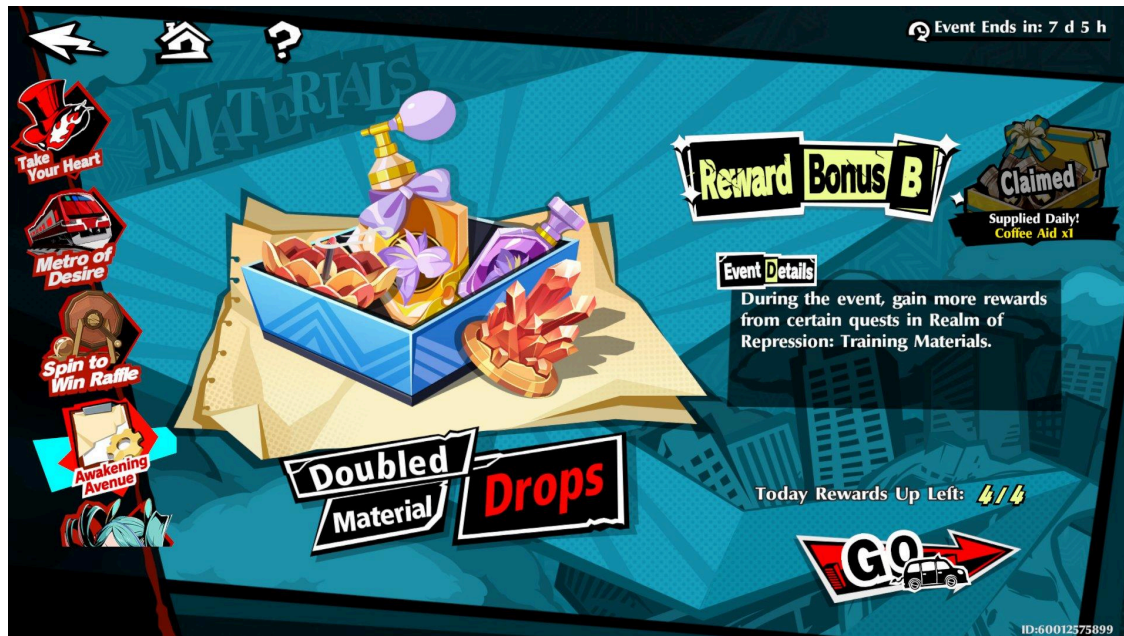 Event Ends in: 7 d 5 h
MATERIALS
Take
Your Heart
Metro of
Desire
Spin to
Win Raffle
Awakening
Avenue
Reward Bonus B
Claimed
Supplied Daily!
Coffee Aid x1
Event Details
During the event, gain more rewards
from certain quests in Realm of
Repression: Training Materials.
Doubled
Material
Drops
Today Rewards Up Left: 4/4
GO
ID:60012575899